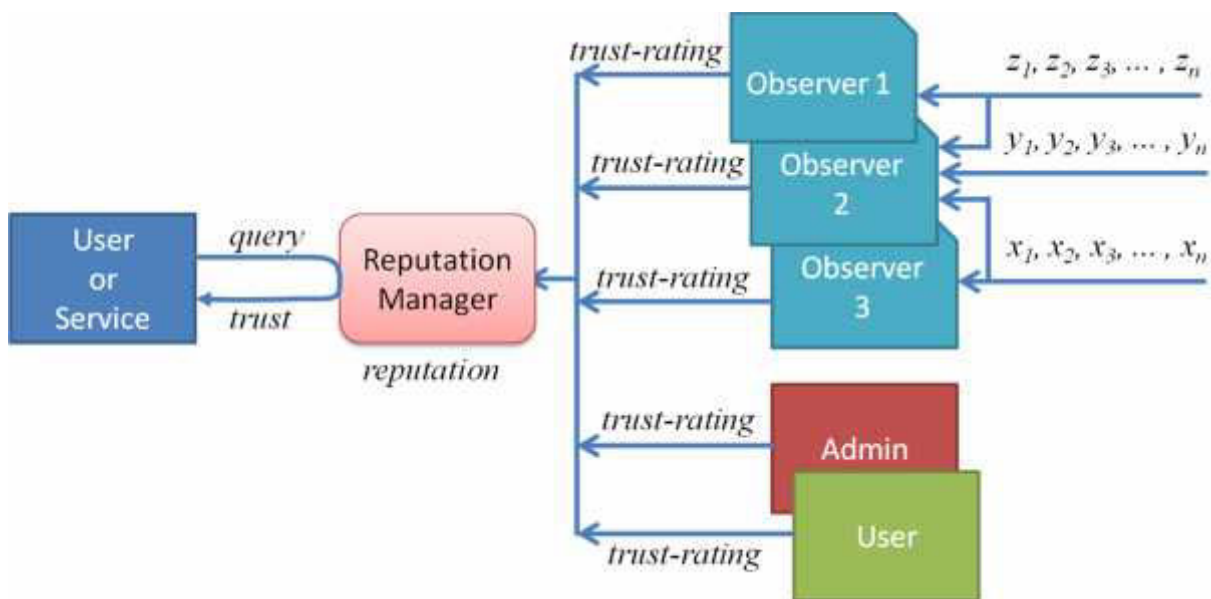 trust-rating
Observer 1
z1, z2, z3, ... , zn
trust-rating
Observer
2
y1, y2, y3, ... , yn
User
or
Service
query
trust
Reputation
Manager
reputation
trust-rating
Observer
3
x1, x2, x3, ... , xn
trust-rating
Admin
trust-rating
User